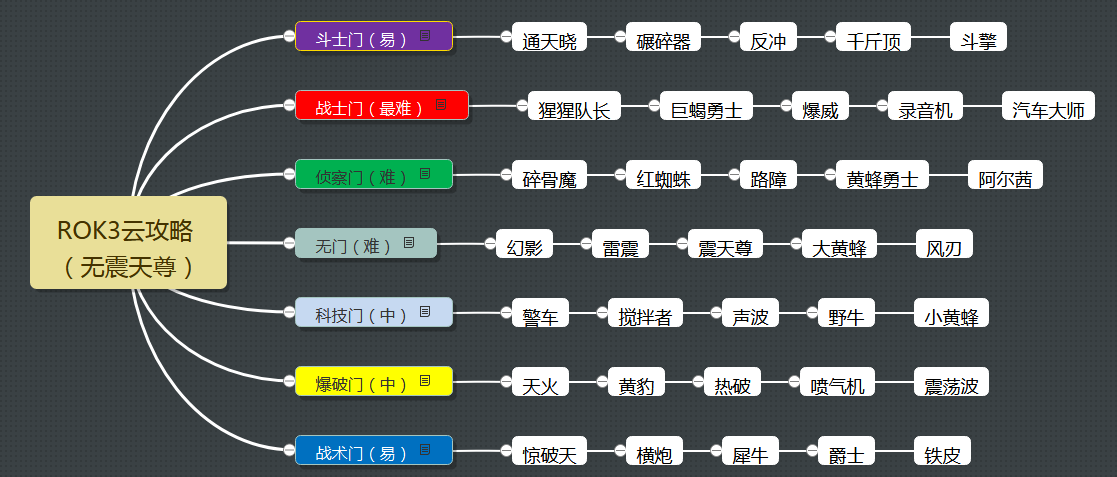 ROK3云攻略
（无震天尊）
斗士门（易） 通天晓 碾碎器 反冲 千斤顶 斗擎
战士门（最难） 猩猩队长 巨蝎勇士 爆威 录音机 汽车大师
侦察门（难） 碎骨魔 红蜘蛛 路障 黄蜂勇士 阿尔茜
无门（难） 幻影 雷震 震天尊 大黄蜂 风刃
科技门（中） 警车 搅拌者 声波 野牛 小黄蜂
爆破门（中） 天火 黄豹 热破 喷气机 震荡波
战术门（易） 惊破天 横炮 犀牛 爵士 铁皮